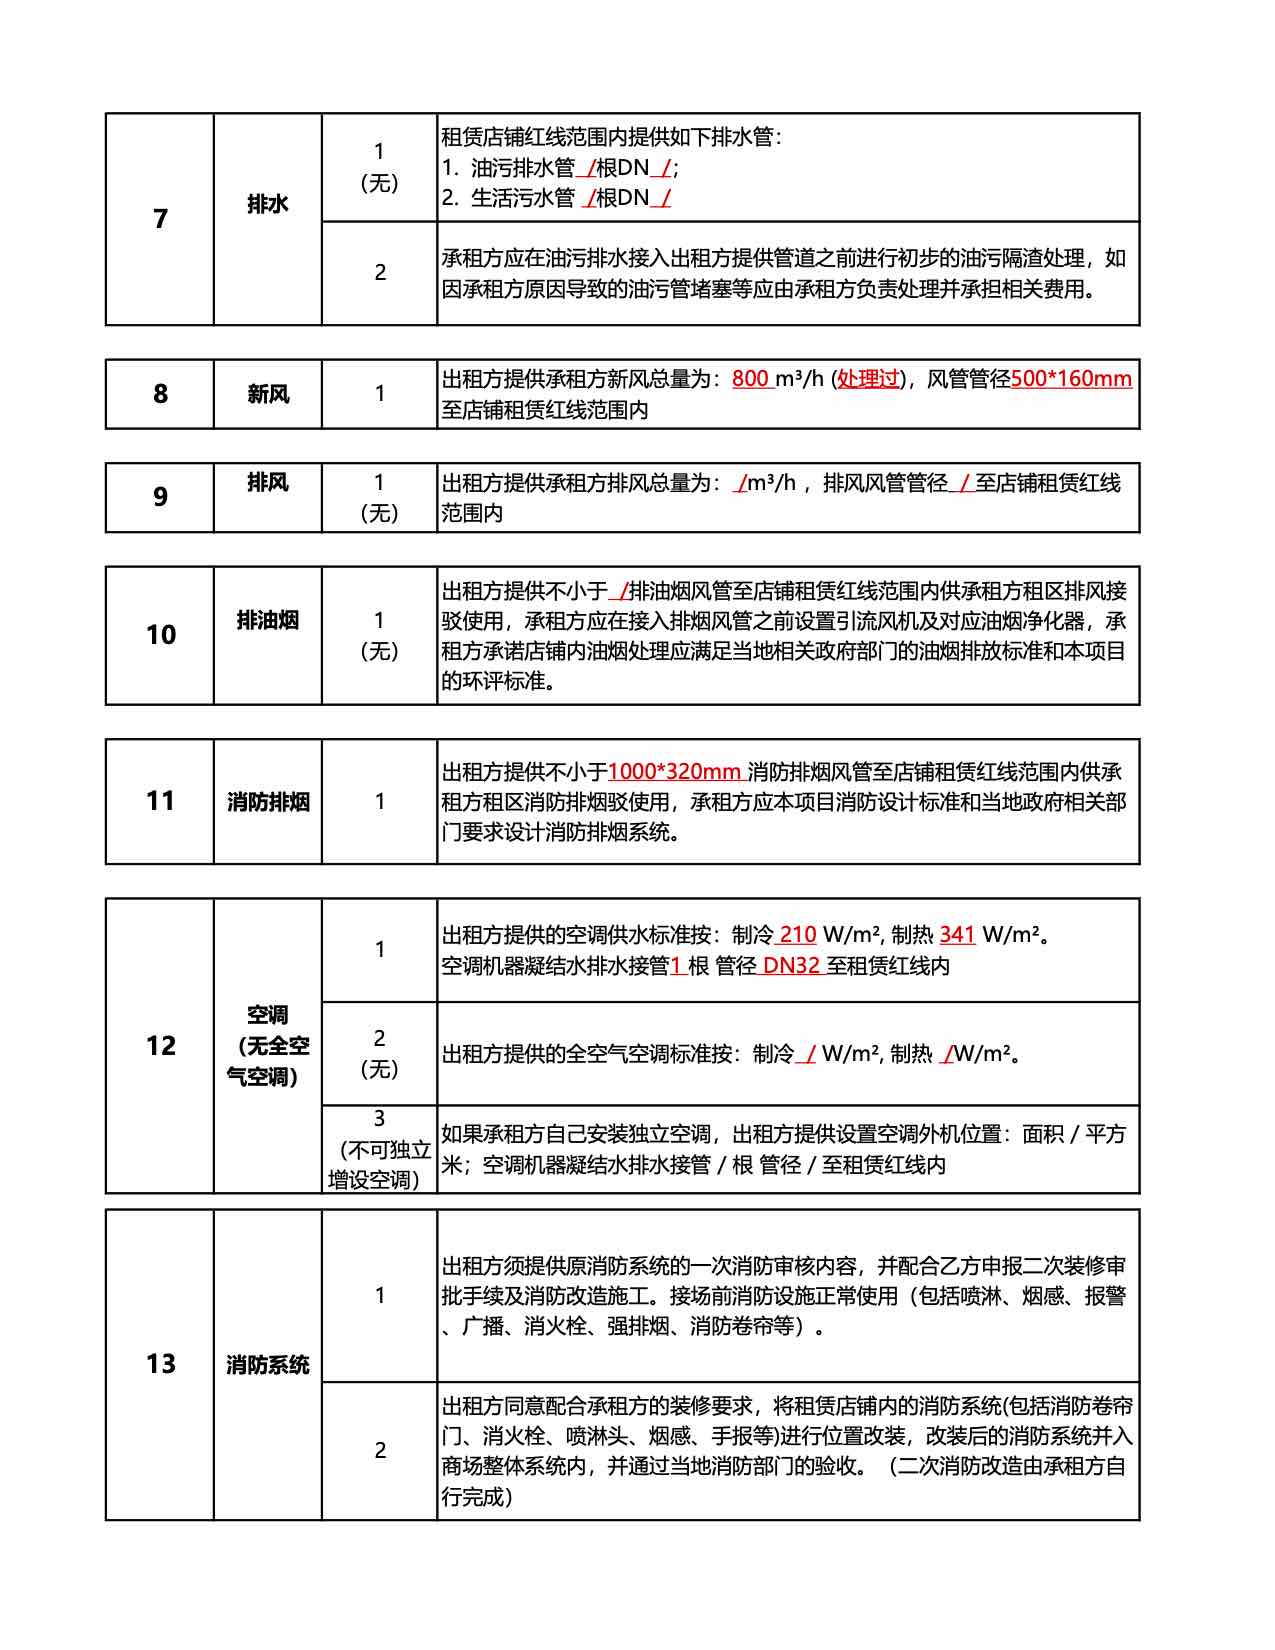 7
排水
1
（无）
租赁店铺红线范围内提供如下排水管：
1. 油污排水管 /根DN /；
2. 生活污水管 /根DN /
2
承租方应在油污排水接入出租方提供管道之前进行初步的油污隔渣处理，如
因承租方原因导致的油污管堵塞等应由承租方负责处理并承担相关费用。
8
新风
1
出租方提供承租方新风总量为：800 m³/h (处理过)，风管管径500*160mm
至店铺租赁红线范围内
9
排风
1
（无）
出租方提供承租方排风总量为： /m³/h ，排风风管管径 / 至店铺租赁红线
范围内
10
排油烟
1
（无）
出租方提供不小于 /排油烟风管至店铺租赁红线范围内供承租方租区排风接
驳使用，承租方应在接入排烟风管之前设置引流风机及对应油烟净化器，承
租方承诺店铺内油烟处理应满足当地相关政府部门的油烟排放标准和本项目
的环评标准。
11
消防排烟
1
出租方提供不小于1000*320mm 消防排烟风管至店铺租赁红线范围内供承
租方租区消防排烟驳使用，承租方应本项目消防设计标准和当地政府相关部
门要求设计消防排烟系统。
12
空调
（无全空
气空调）
1
出租方提供的空调供水标准按：制冷 210 W/m², 制热 341 W/m²。
空调机器凝结水排水接管1 根 管径 DN32 至租赁红线内
2
（无）
出租方提供的全空气空调标准按：制冷 / W/m², 制热 /W/m²。
3
（不可独立
增设空调）
如果承租方自己安装独立空调，出租方提供设置空调外机位置：面积 / 平方
米；空调机器凝结水排水接管 / 根 管径 / 至租赁红线内
13
消防系统
1
出租方须提供原消防系统的一次消防审核内容，并配合乙方申报二次装修审
批手续及消防改造施工。接场前消防设施正常使用（包括喷淋、烟感、报警
、广播、消火栓、强排烟、消防卷帘等）。
2
出租方同意配合承租方的装修要求，将租赁店铺内的消防系统(包括消防卷帘
门、消火栓、喷淋头、烟感、手报等)进行位置改装，改装后的消防系统并入
商场整体系统内，并通过当地消防部门的验收。（二次消防改造由承租方自
行完成）